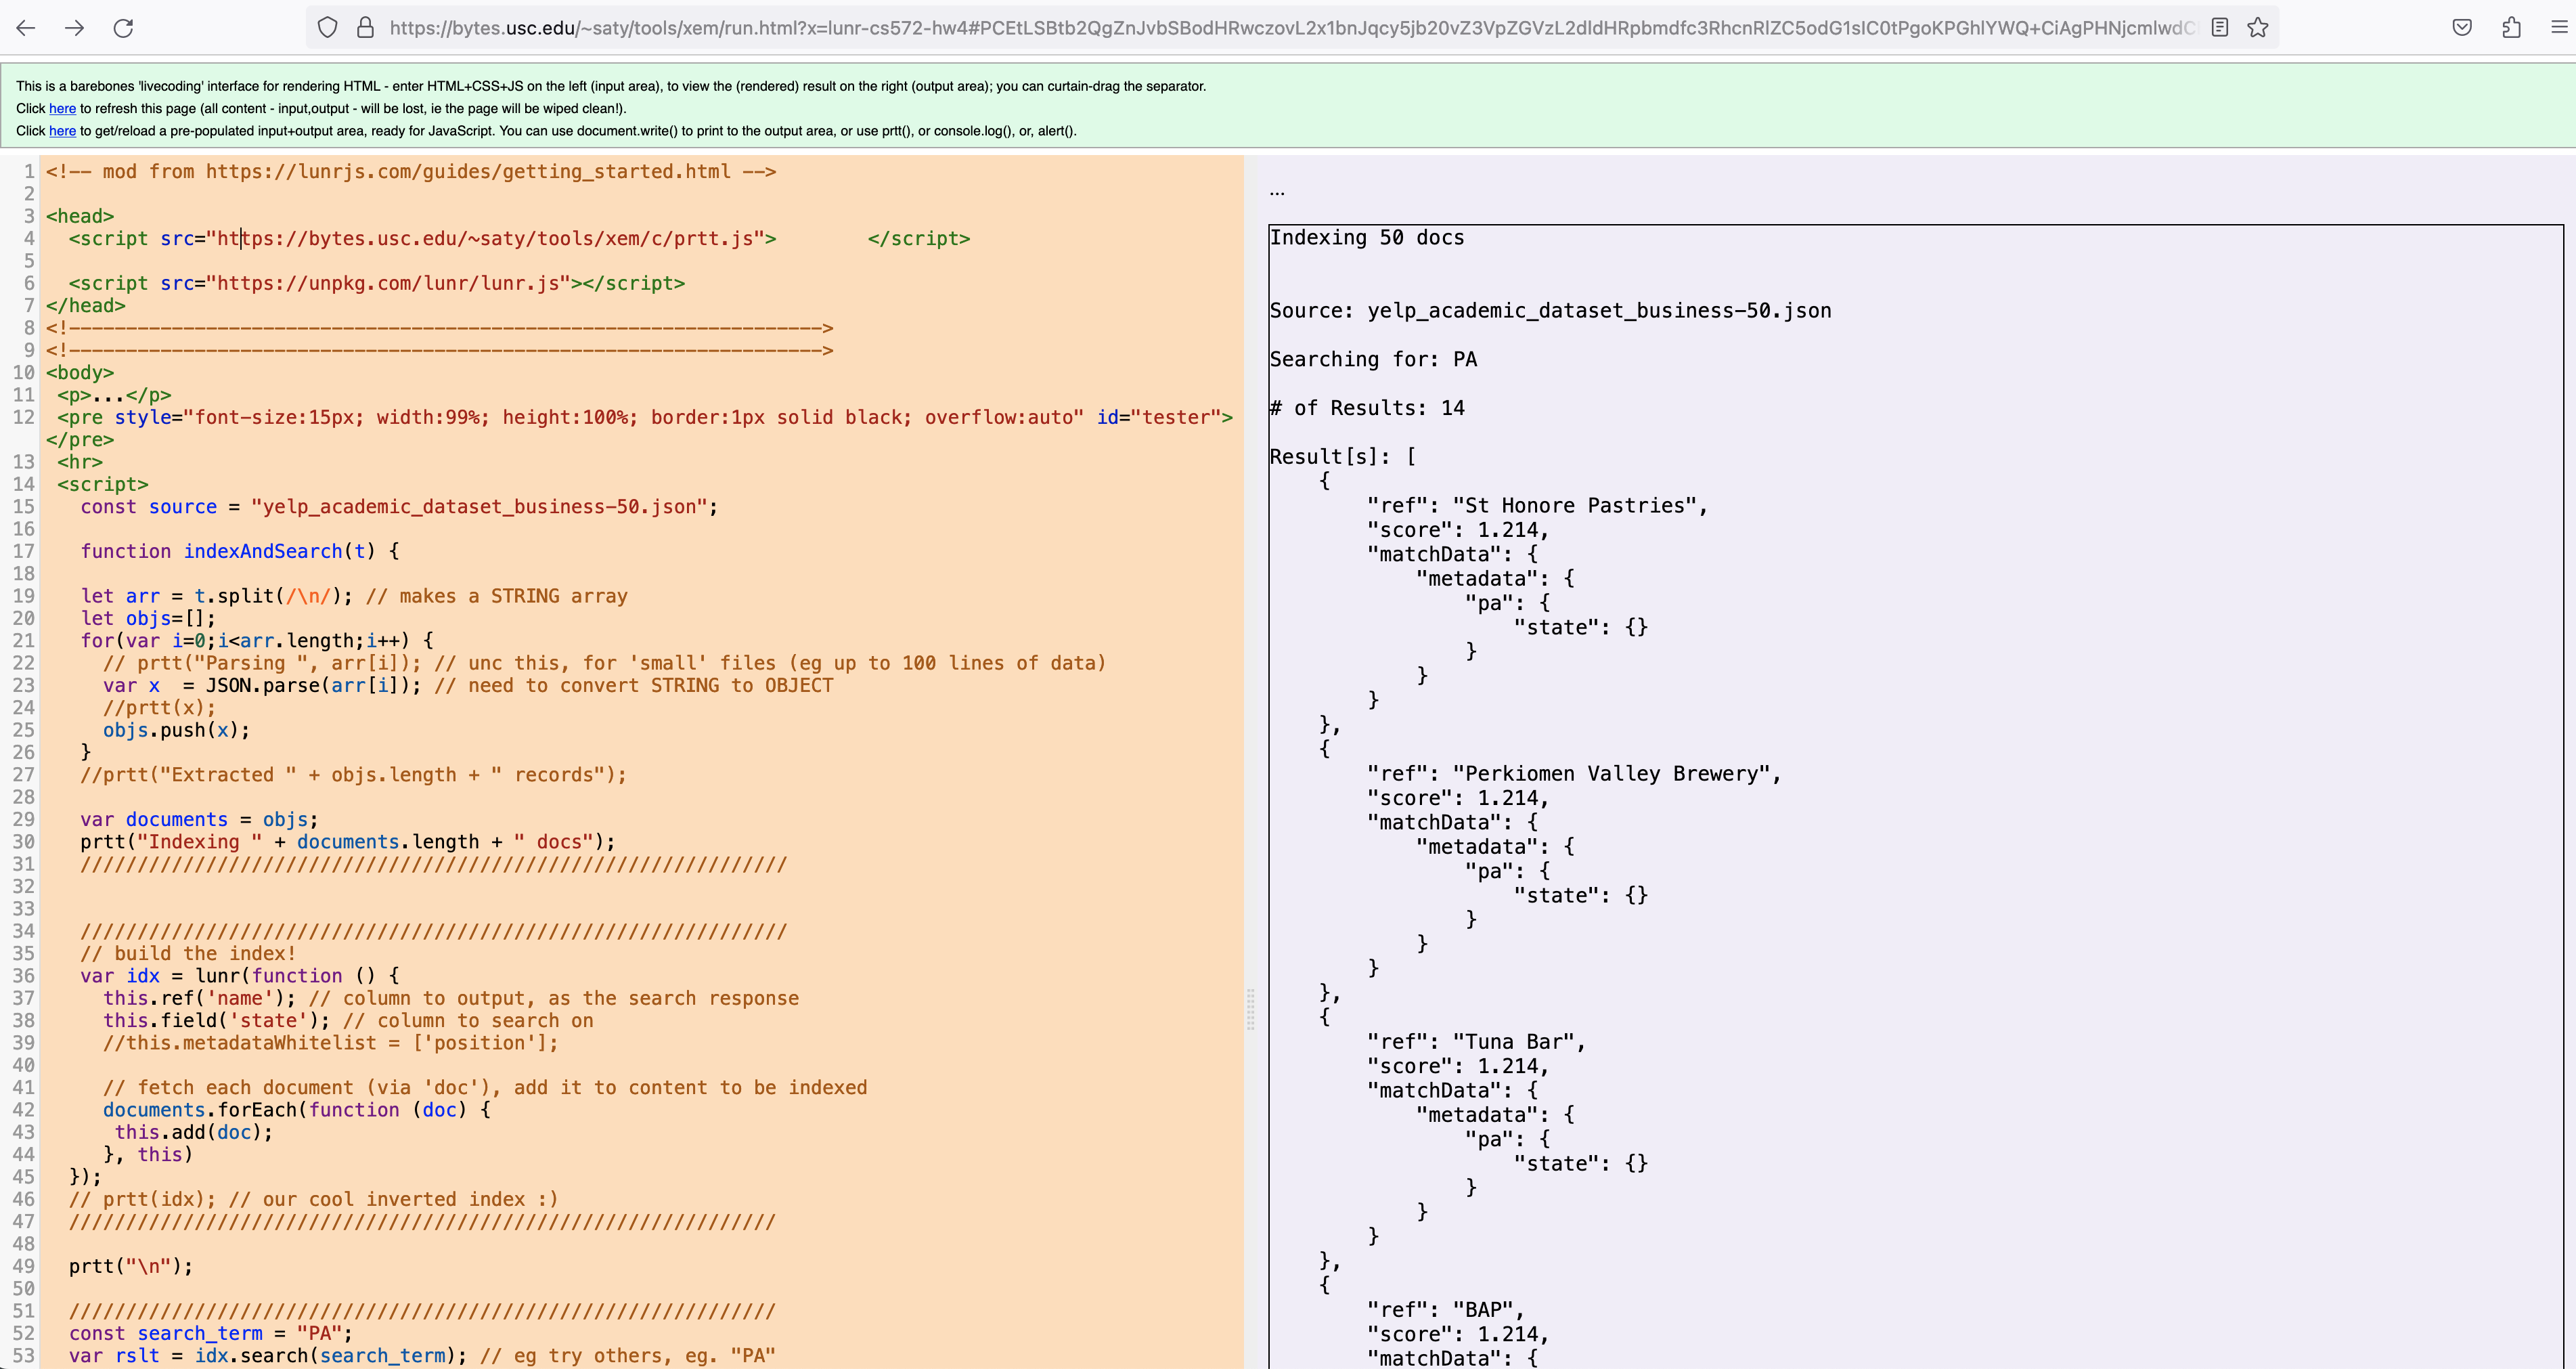 https://bytes.usc.edu/~saty/tools/xem/run.html?x=lunr-cs572-hw4#PCEtLSBtb2QgZnJvbSBodHRwczovL2x1bnJqcy5jb20vZ3VpZGVzL2dldHRpbmdfc3RhcnRlZC5odG1sIC0tPgoKPGhlYWQ+CiAgPHNjcmlwdC
This is a barebones 'livecoding' interface for rendering HTML - enter HTML+CSS+JS on the left (input area), to view the (rendered) result on the right (output area); you can curtain-drag the separator.
Click here to refresh this page (all content - input,output - will be lost, ie the page will be wiped clean!).
Click here to get/reload a pre-populated input+output area, ready for JavaScript. You can use document.write() to print to the output area, or use prtt(), or console.log(), or, alert().
1 <!-- mod from https://lunrjs.com/guides/getting_started.html -->
2
3 <head>
4 <script src="https://bytes.usc.edu/~saty/tools/xem/c/prtt.js"> </script>
5
6 <script src="https://unpkg.com/lunr/lunr.js"></script>
7 </head>
8 <!------------------------------------------------------------------>
9 <!------------------------------------------------------------------>
10 <body>
11 <p>...</p>
12 <pre style="font-size:15px; width:99%; height:100%; border:1px solid black; overflow:auto" id="tester">
</pre>
13 <hr>
14 <script>
15 const source = "yelp_academic_dataset_business-50.json";
16
17 function indexAndSearch(t) {
18
19 let arr = t.split(/\n/); // makes a STRING array
20 let objs=[];
21 for(var i=0;i<arr.length;i++) {
22 // prtt("Parsing ", arr[i]); // unc this, for 'small' files (eg up to 100 lines of data)
23 var x = JSON.parse(arr[i]); // need to convert STRING to OBJECT
24 //prtt(x);
25 objs.push(x);
26 }
27 //prtt("Extracted " + objs.length + " records");
28
29 var documents = objs;
30 prtt("Indexing " + documents.length + " docs");
31 //////////////////////////////////////////////////////////////
32
33
34 //////////////////////////////////////////////////////////////
35 // build the index!
36 var idx = lunr(function () {
37 this.ref('name'); // column to output, as the search response
38 this.field('state'); // column to search on
39 //this.metadataWhitelist = ['position'];
40
41 // fetch each document (via 'doc'), add it to content to be indexed
42 documents.forEach(function (doc) {
43 this.add(doc);
44 }, this)
45 });
46 // prtt(idx); // our cool inverted index :)
47 //////////////////////////////////////////////////////////////
48
49 prtt("\n");
50
51 //////////////////////////////////////////////////////////////
52 const search_term = "PA";
53 var rslt = idx.search(search_term); // eg try others, eg. "PA"
...
Indexing 50 docs
Source: yelp_academic_dataset_business-50.json
Searching for: PA
# of Results: 14
Result[s]: [
{
"ref": "St Honore Pastries",
"score": 1.214,
"matchData": {
"metadata": {
"pa": {
"state": {}
}
}
}
},
{
"ref": "Perkiomen Valley Brewery",
"score": 1.214,
"matchData": {
"metadata": {
"pa": {
"state": {}
}
}
}
},
{
"ref": "Tuna Bar",
"score": 1.214,
"matchData": {
"metadata": {
"pa": {
"state": {}
}
}
}
},
{
"ref": "BAP",
"score": 1.214,
"matchData": {